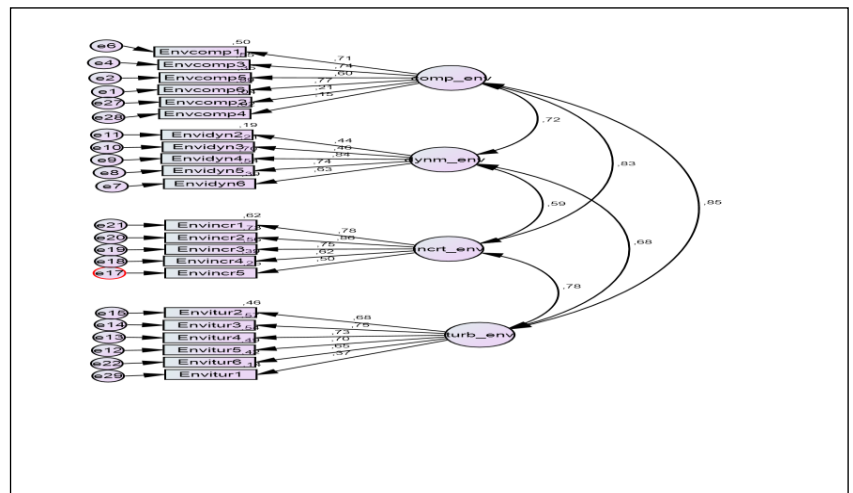 ,50
e6 Envcomp1 ,71
e4 Envcomp3 ,74
e2 Envcomp5 ,60
e1 Envcomp6 ,77
e27 Envcomp2 ,21
e28 Envcomp4 ,15
comp_env
,72
,19
e11 Envidyn2 ,44
e10 Envidyn3
e9 Envidyn4 ,84
e8 Envidyn5 ,74
e7 Envidyn6 ,63
dynm_env
,83
,85
,59
,68
,62
e21 Envincr1 ,78
e20 Envincr2 ,86
e19 Envincr3 ,75
e18 Envincr4 ,62
e17 Envincr5 ,50
ncrt_env
,78
,46
e15 Envitur2 ,68
e14 Envitur3 ,75
e13 Envitur4 ,73
e12 Envitur5 ,70
e22 Envitur6 ,65
e29 Envitur1 ,37
turb_env